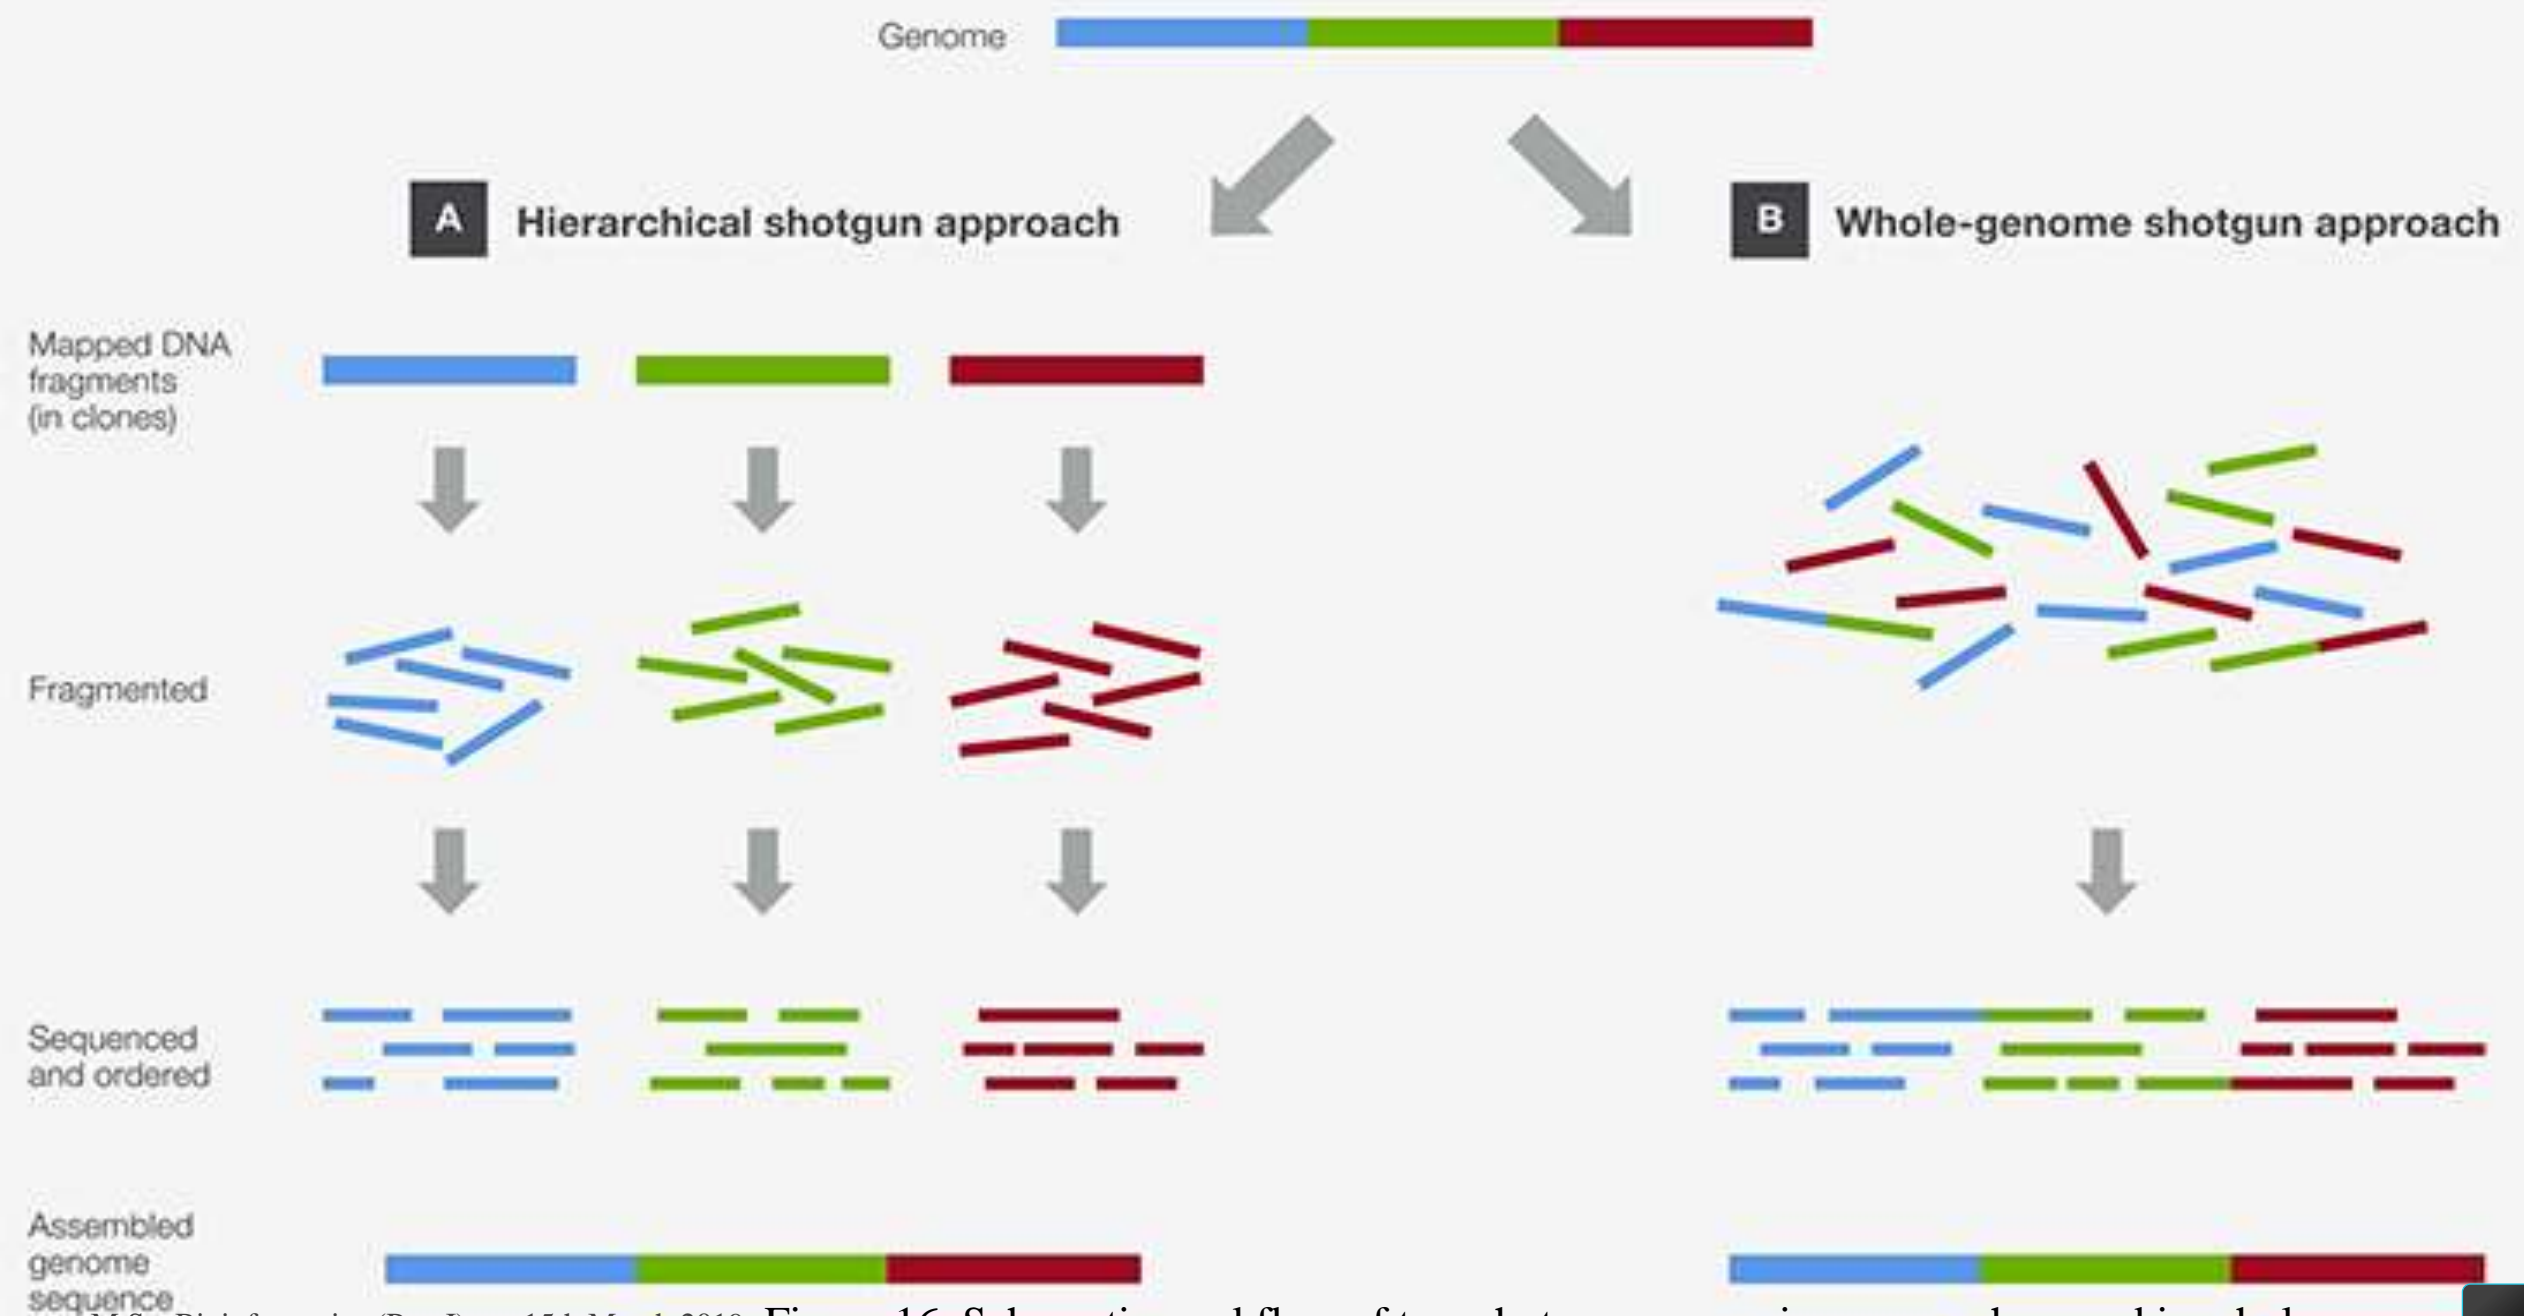 Genome
A Hierarchical shotgun approach
B Whole-genome shotgun approach
Mapped DNA
fragments
(in clones)
Fragmented
Sequenced
and ordered
Assembled
genome
sequence